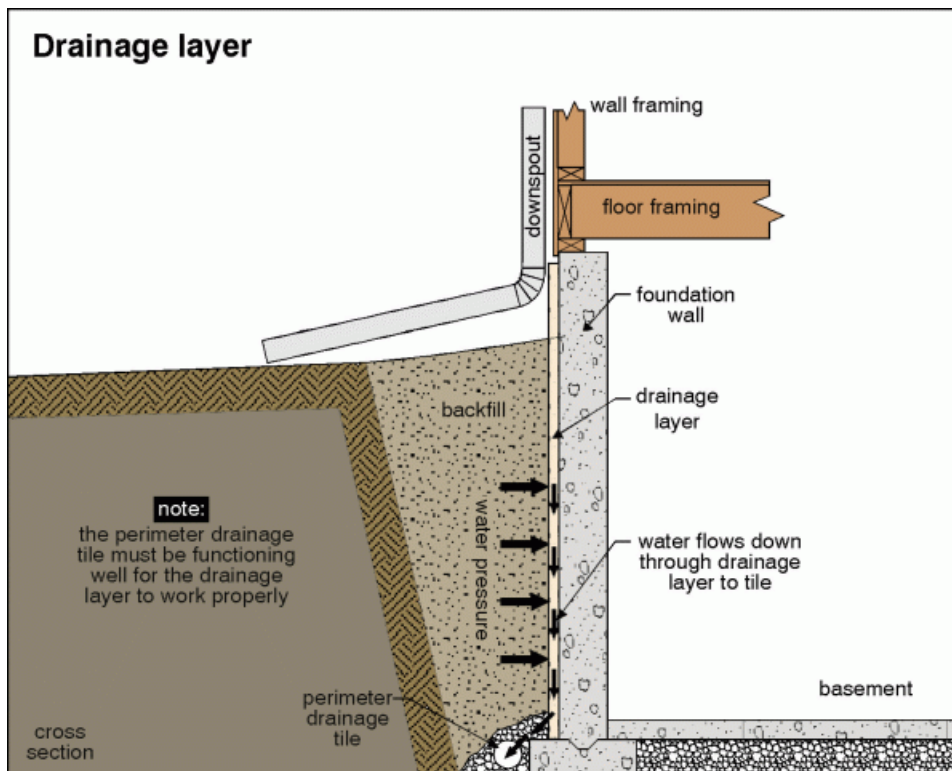 Drainage layer
wall framing
downspout
floor framing
foundation
wall
backfill
drainage
layer
note:
the perimeter drainage
tile must be functioning
well for the drainage
layer to work properly
water pressure
water flows down
through drainage
layer to tile
perimeter
drainage
tile
basement
cross
section